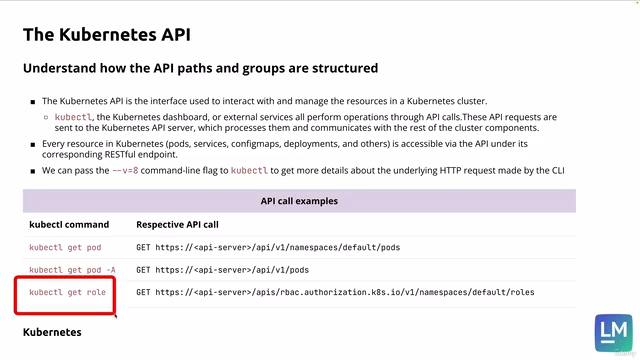 The Kubernetes API
Understand how the API paths and groups are structured
▪ The Kubernetes API is the interface used to interact with and manage the resources in a Kubernetes cluster.
○ kubectl, the Kubernetes dashboard, or external services all perform operations through API calls.These API requests are
sent to the Kubernetes API server, which processes them and communicates with the rest of the cluster components.
▪ Every resource in Kubernetes (pods, services, configmaps, deployments, and others) is accessible via the API under its
corresponding RESTful endpoint.
▪ We can pass the --v=8 command-line flag to kubectl to get more details about the underlying HTTP request made by the CLI
API call examples
kubectl command Respective API call
kubectl get pod GET https://<api-server>/api/v1/namespaces/default/pods
kubectl get pod -A GET https://<api-server>/api/v1/pods
kubectl get role GET https://<api-server>/apis/rbac.authorization.k8s.io/v1/namespaces/default/roles
Kubernetes
LM